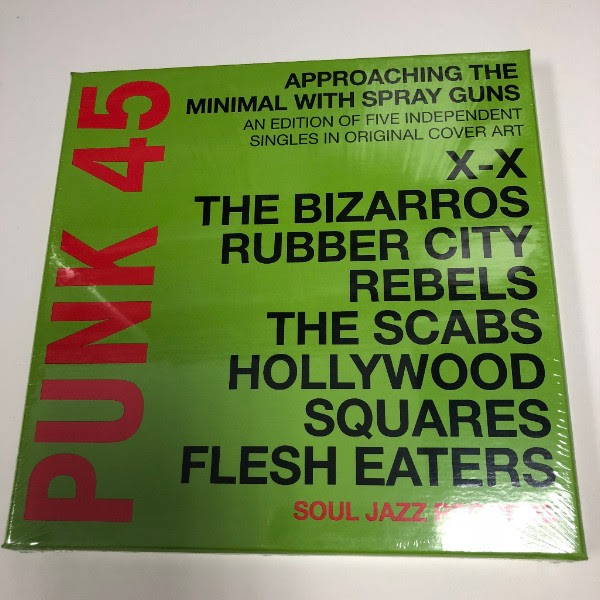 PUNK 45
APPROACHING THE
MINIMAL WITH SPRAY GUNS
AN EDITION OF FIVE INDEPENDENT
SINGLES IN ORIGINAL COVER ART
X-X
THE BIZARROS
RUBBER CITY
REBELS
THE SCABS
HOLLYWOOD
SQUARES
FLESH EATERS
SOUL JAZZ